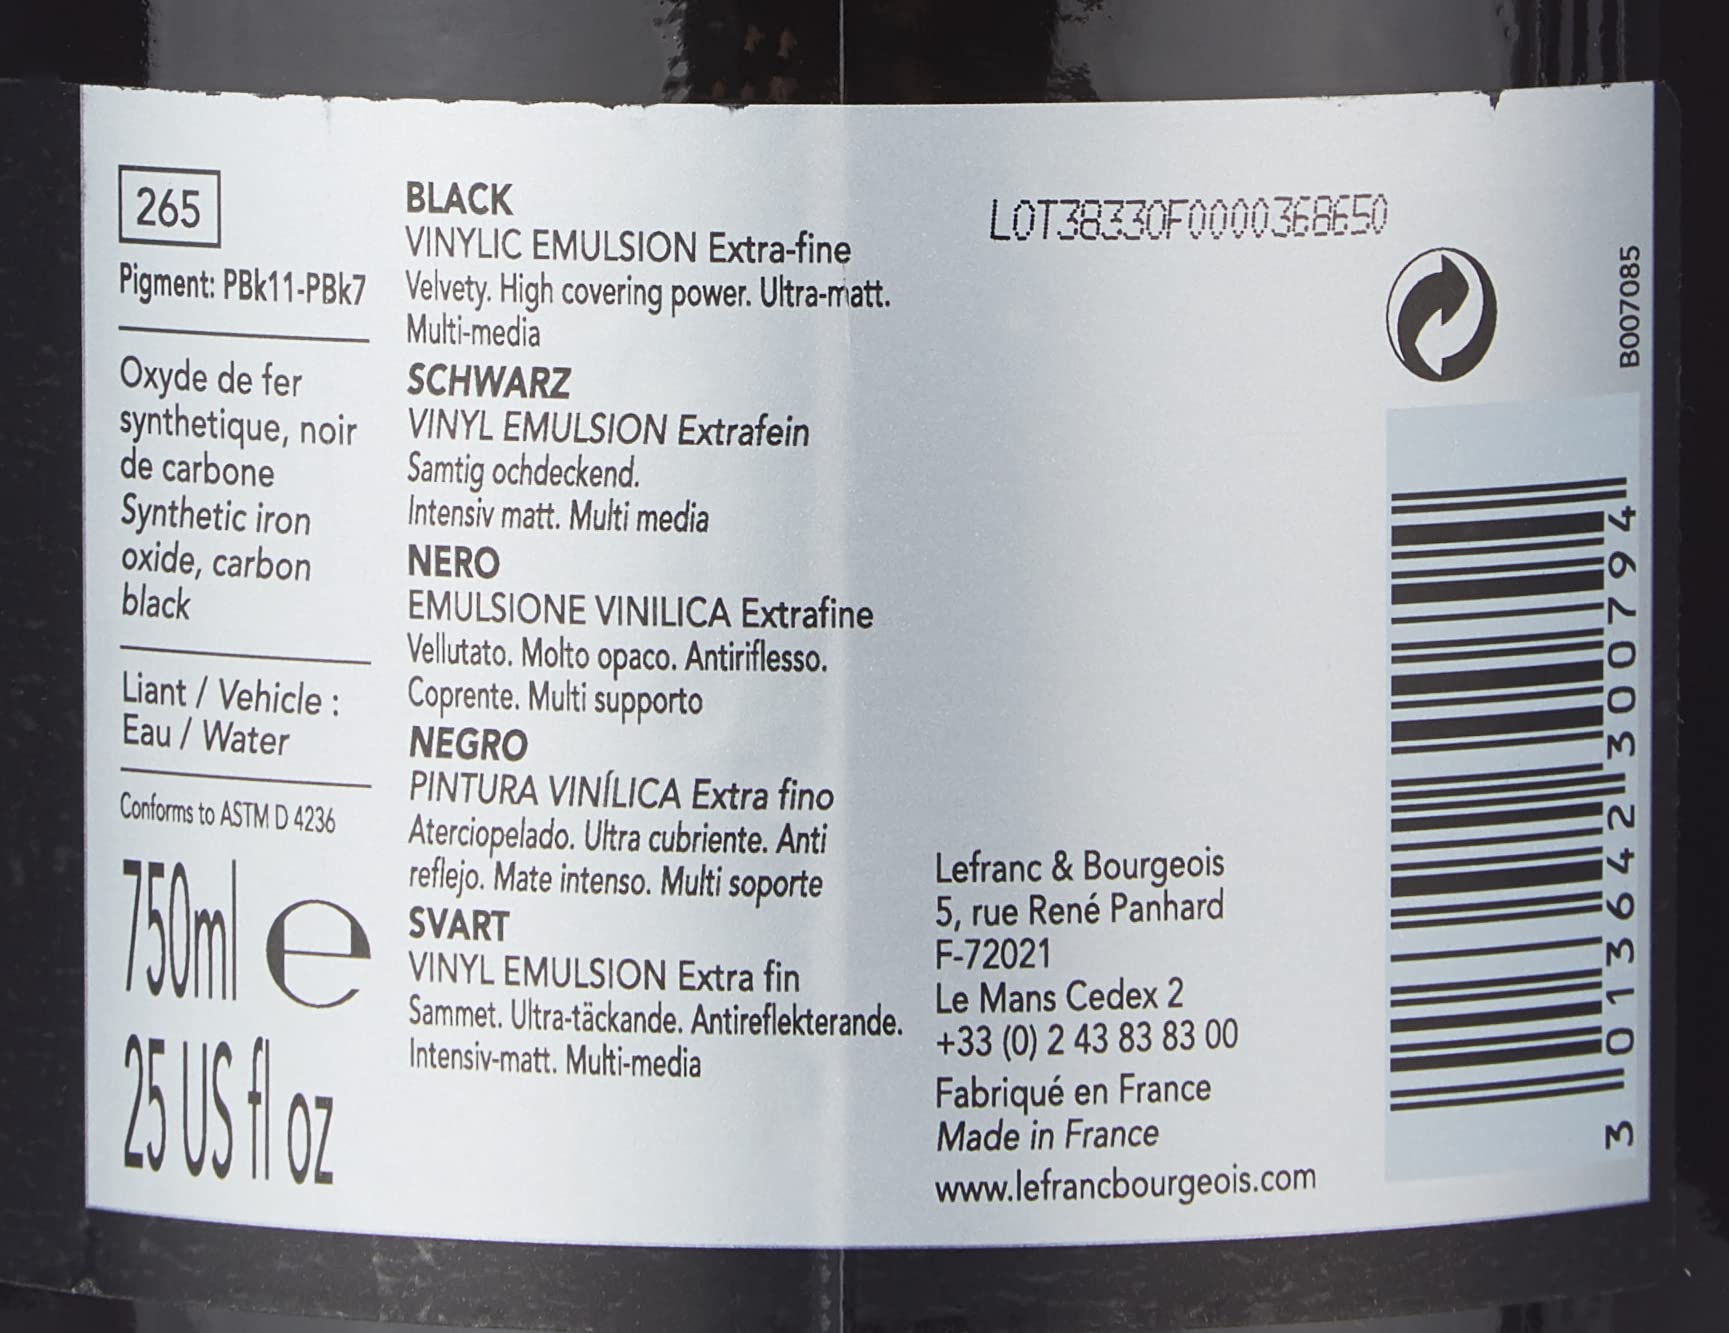 265
Pigment: PBk11-PBk7
Oxyde de fer
synthetique, noir
de carbone
Synthetic iron
oxide, carbon
black
Liant / Vehicle :
Eau / Water
Conforms to ASTM D 4236
750ml e
25 US fl oz
BLACK
VINYLIC EMULSION Extra-fine
Velvety. High covering power. Ultra-matt.
Multi-media
SCHWARZ
VINYL EMULSION Extrafein
Samtig ochdeckend.
Intensiv matt. Multi media
NERO
EMULSIONE VINILICA Extrafine
Vellutato. Molto opaco. Antiriflesso.
Coprente. Multi supporto
NEGRO
PINTURA VINÍLICA Extra fino
Aterciopelado. Ultra cubriente. Anti
reflejo. Mate intenso. Multi soporte
SVART
VINYL EMULSION Extra fin
Sammet. Ultra-täckande. Antireflekterande.
Intensiv-matt. Multi-media
LOT38330F0000368650
Lefranc & Bourgeois
5, rue René Panhard
F-72021
Le Mans Cedex 2
+33 (0) 2 43 83 83 00
Fabriqué en France
Made in France
www.lefrancbourgeois.com
B007085
3 013642 300794